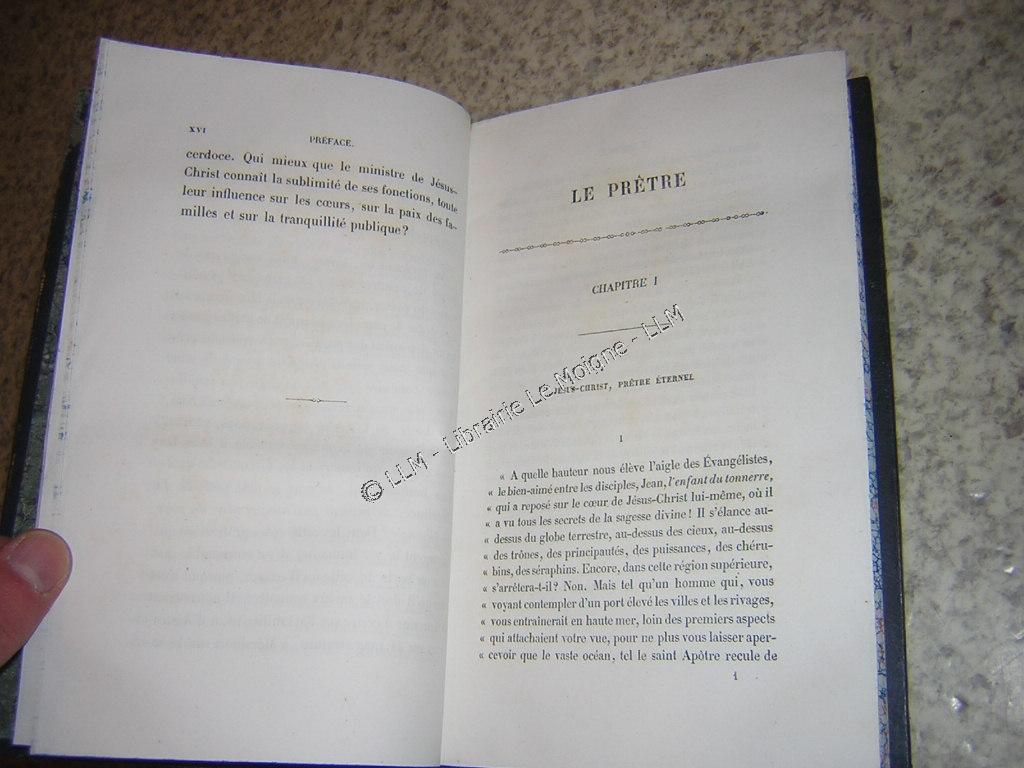 XVI
PRÉFACE.
cerdoce. Qui mieux que le ministre de Jésus-
Christ connaît la sublimité de ses fonctions, toute
leur influence sur les cœurs, sur la paix des fa-
milles et sur la tranquillité publique?
LE PRÊTRE
CHAPITRE I
JÉSUS-CHRIST, PRÊTRE ÉTERNEL
I
« A quelle hauteur nous élève l'aigle des Évangélistes,
« le bien-aimé entre les disciples, Jean, l'enfant du tonnerre,
« qui a reposé sur le cœur de Jésus-Christ lui-même, où il
« a vu tous les secrets de la sagesse divine! Il s'élance au-
« dessus du globe terrestre, au-dessus des cieux, au-dessus
« des trônes, des principautés, des puissances, des chéru-
« bins, des séraphins. Encore, dans cette région supérieure,
« s'arrêtera-t-il? Non. Mais tel qu'un homme qui, vous
« voyant contempler d'un port élevé les villes et les rivages,
« vous entraînerait en haute mer, loin des premiers aspects
« qui attachaient votre vue, pour ne plus vous laisser aper-
« cevoir que le vaste océan, tel le saint Apôtre recule de
1
© LLM - Librairie Le Moigne - LLM